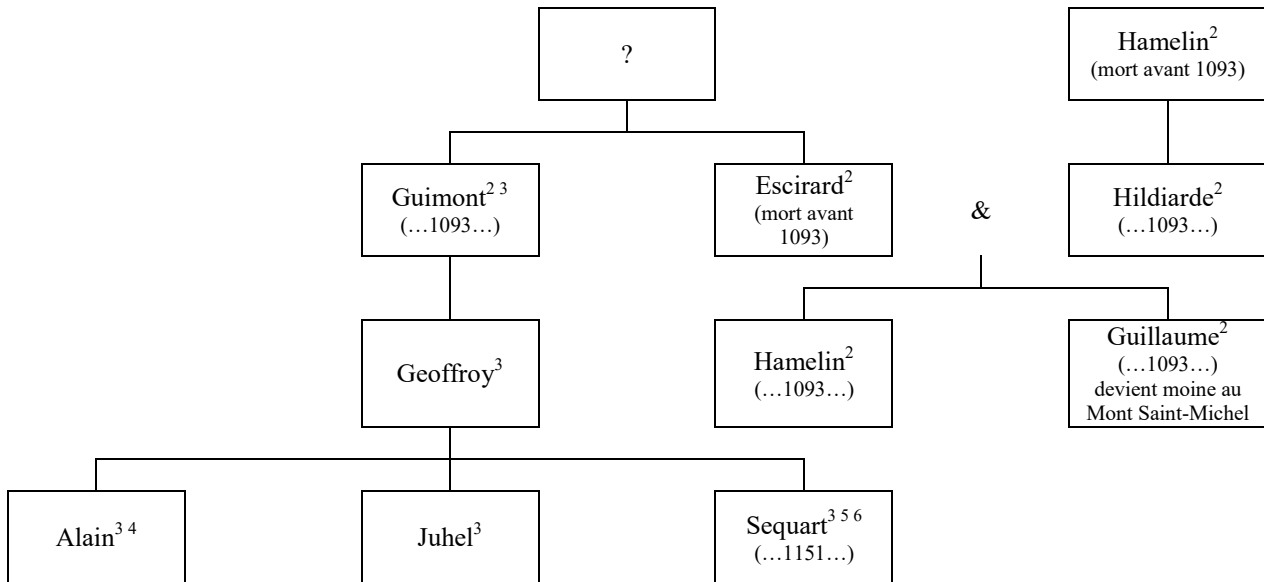 ?
Hamelin2
(mort avant 1093)
Guimont2 3
(…1093…)
Escirard2
(mort avant
1093)
&
Hildiarde2
(…1093…)
Geoffroy3
Hamelin2
(…1093…)
Guillaume2
(…1093…)
devient moine au
Mont Saint-Michel
Alain3 4
Juhel3
Sequart3 5 6
(…1151…)